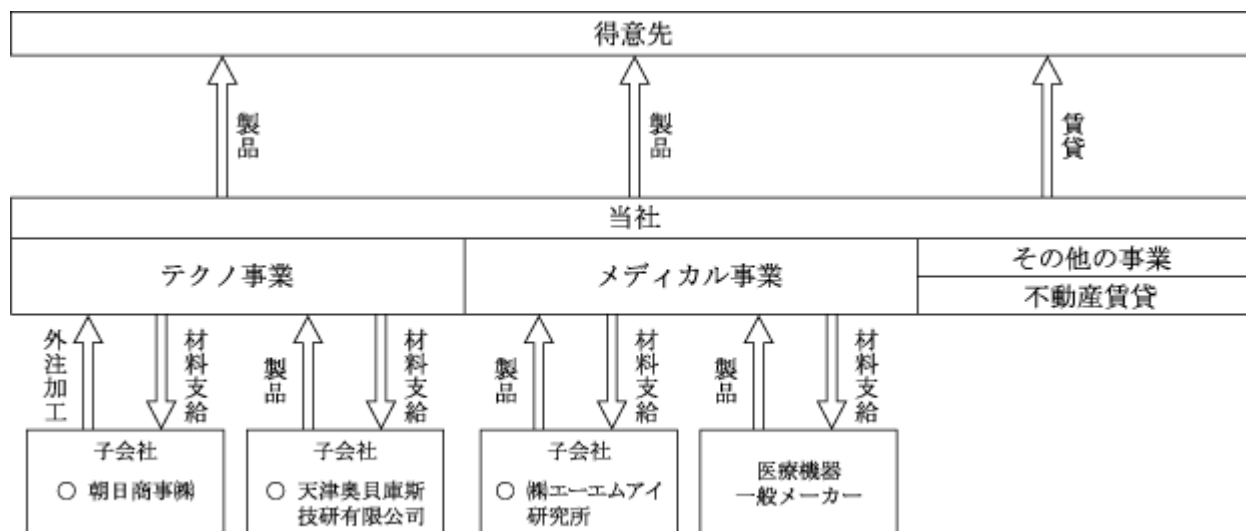 得意先
製品
製品
賃貸
当社
テクノ事業
メディカル事業
その他の事業
不動産賃貸
外注加工
材料支給
製品
材料支給
製品
材料支給
製品
材料支給
子会社
○ 朝日商事㈱
子会社
○ 天津奥貝庫斯
技研有限公司
子会社
○ ㈱エーエムアイ
研究所
医療機器
一般メーカー